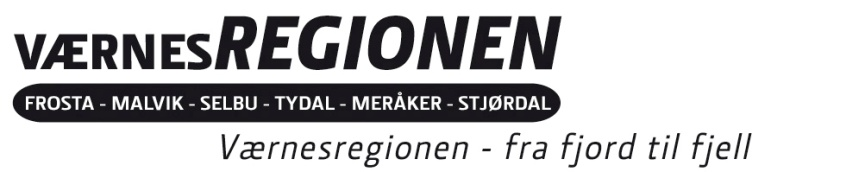 VÆRNESREGIONEN
FROSTA - MALVIK - SELBU - TYDAL - MERÅKER - STJØRDAL
Værnesregionen - fra fjord til fjell